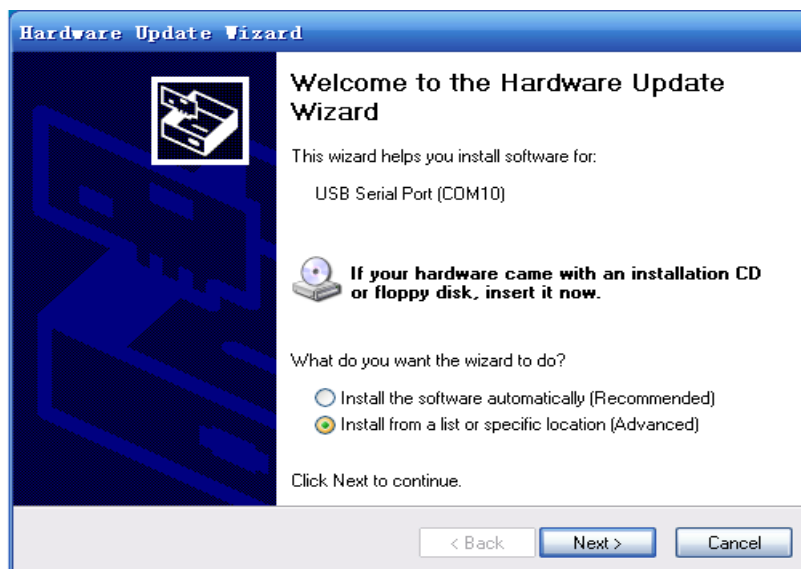 Hardware Update Wizard
Welcome to the Hardware Update
Wizard
This wizard helps you install software for:
USB Serial Port (COM10)
If your hardware came with an installation CD
or floppy disk, insert it now.
What do you want the wizard to do?
Install the software automatically (Recommended)
Install from a list or specific location (Advanced)
Click Next to continue.
< Back Next > Cancel